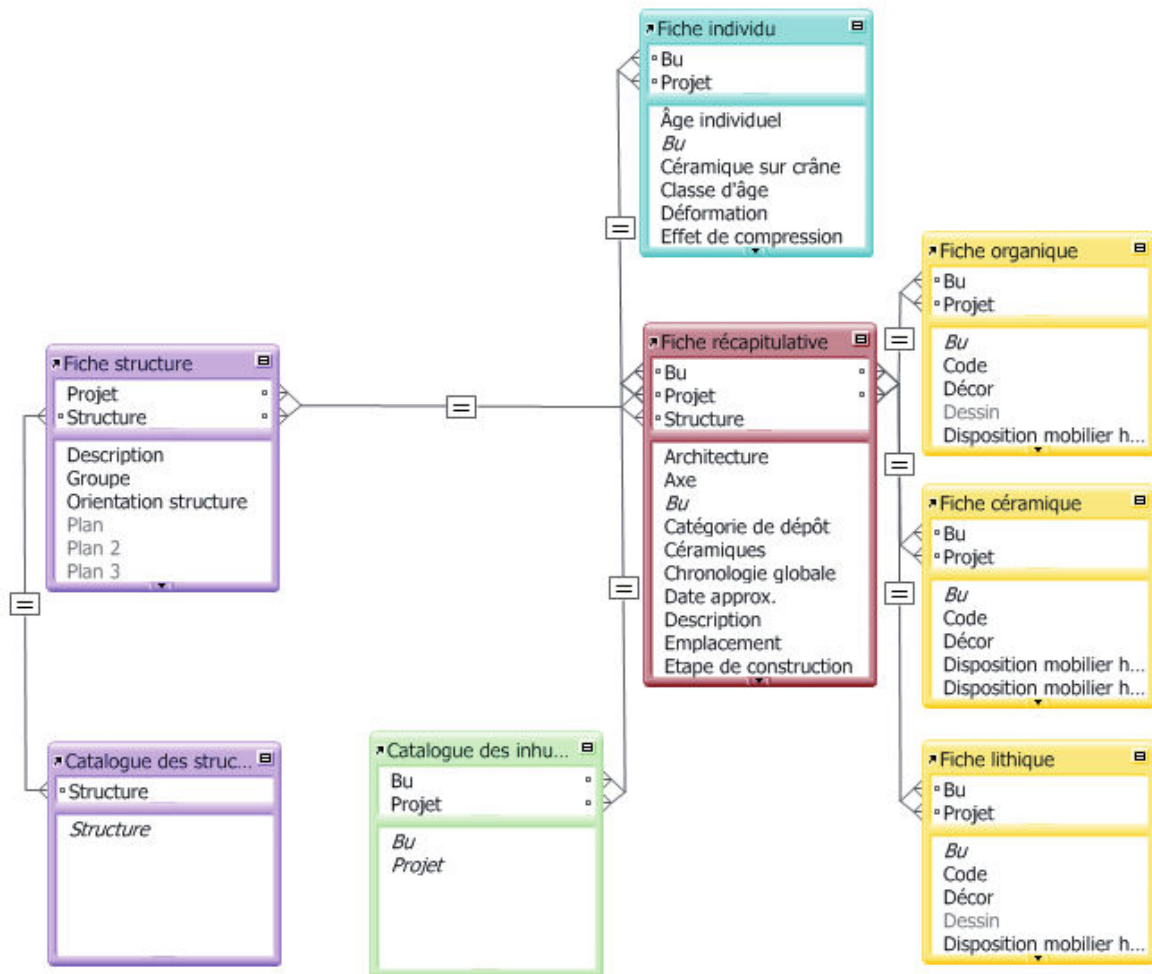 Fiche individu
Bu
Projet
Âge individuel
Bu
Céramique sur crâne
Classe d'âge
Déformation
Effet de compression
Fiche organique
Bu
Projet
Bu
Code
Décor
Dessin
Disposition mobilier h...
Fiche structure
Projet
Structure
Description
Groupe
Orientation structure
Plan
Plan 2
Plan 3
Fiche récapitulative
Bu
Projet
Structure
Architecture
Axe
Bu
Catégorie de dépôt
Céramiques
Chronologie globale
Date approx.
Description
Emplacement
Etape de construction
Fiche céramique
Bu
Projet
Bu
Code
Décor
Disposition mobilier h...
Disposition mobilier h...
Catalogue des struc...
Structure
Structure
Catalogue des inhu...
Bu
Projet
Bu
Projet
Fiche lithique
Bu
Projet
Bu
Code
Décor
Dessin
Disposition mobilier h...